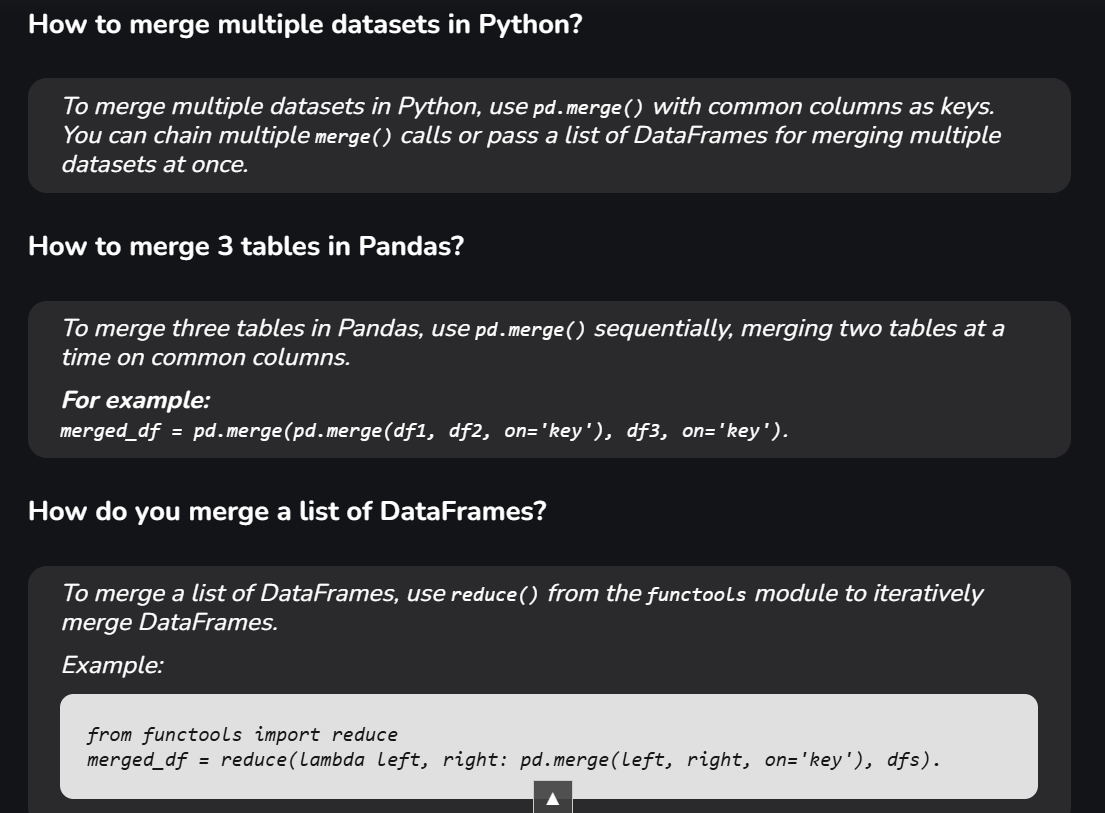 How to merge multiple datasets in Python?
To merge multiple datasets in Python, use pd.merge() with common columns as keys.
You can chain multiple merge() calls or pass a list of DataFrames for merging multiple
datasets at once.
How to merge 3 tables in Pandas?
To merge three tables in Pandas, use pd.merge() sequentially, merging two tables at a
time on common columns.
For example:
merged_df = pd.merge(pd.merge(df1, df2, on='key'), df3, on='key').
How do you merge a list of DataFrames?
To merge a list of DataFrames, use reduce() from the functools module to iteratively
merge DataFrames.
Example:
from functools import reduce
merged_df = reduce(lambda left, right: pd.merge(left, right, on='key'), dfs).